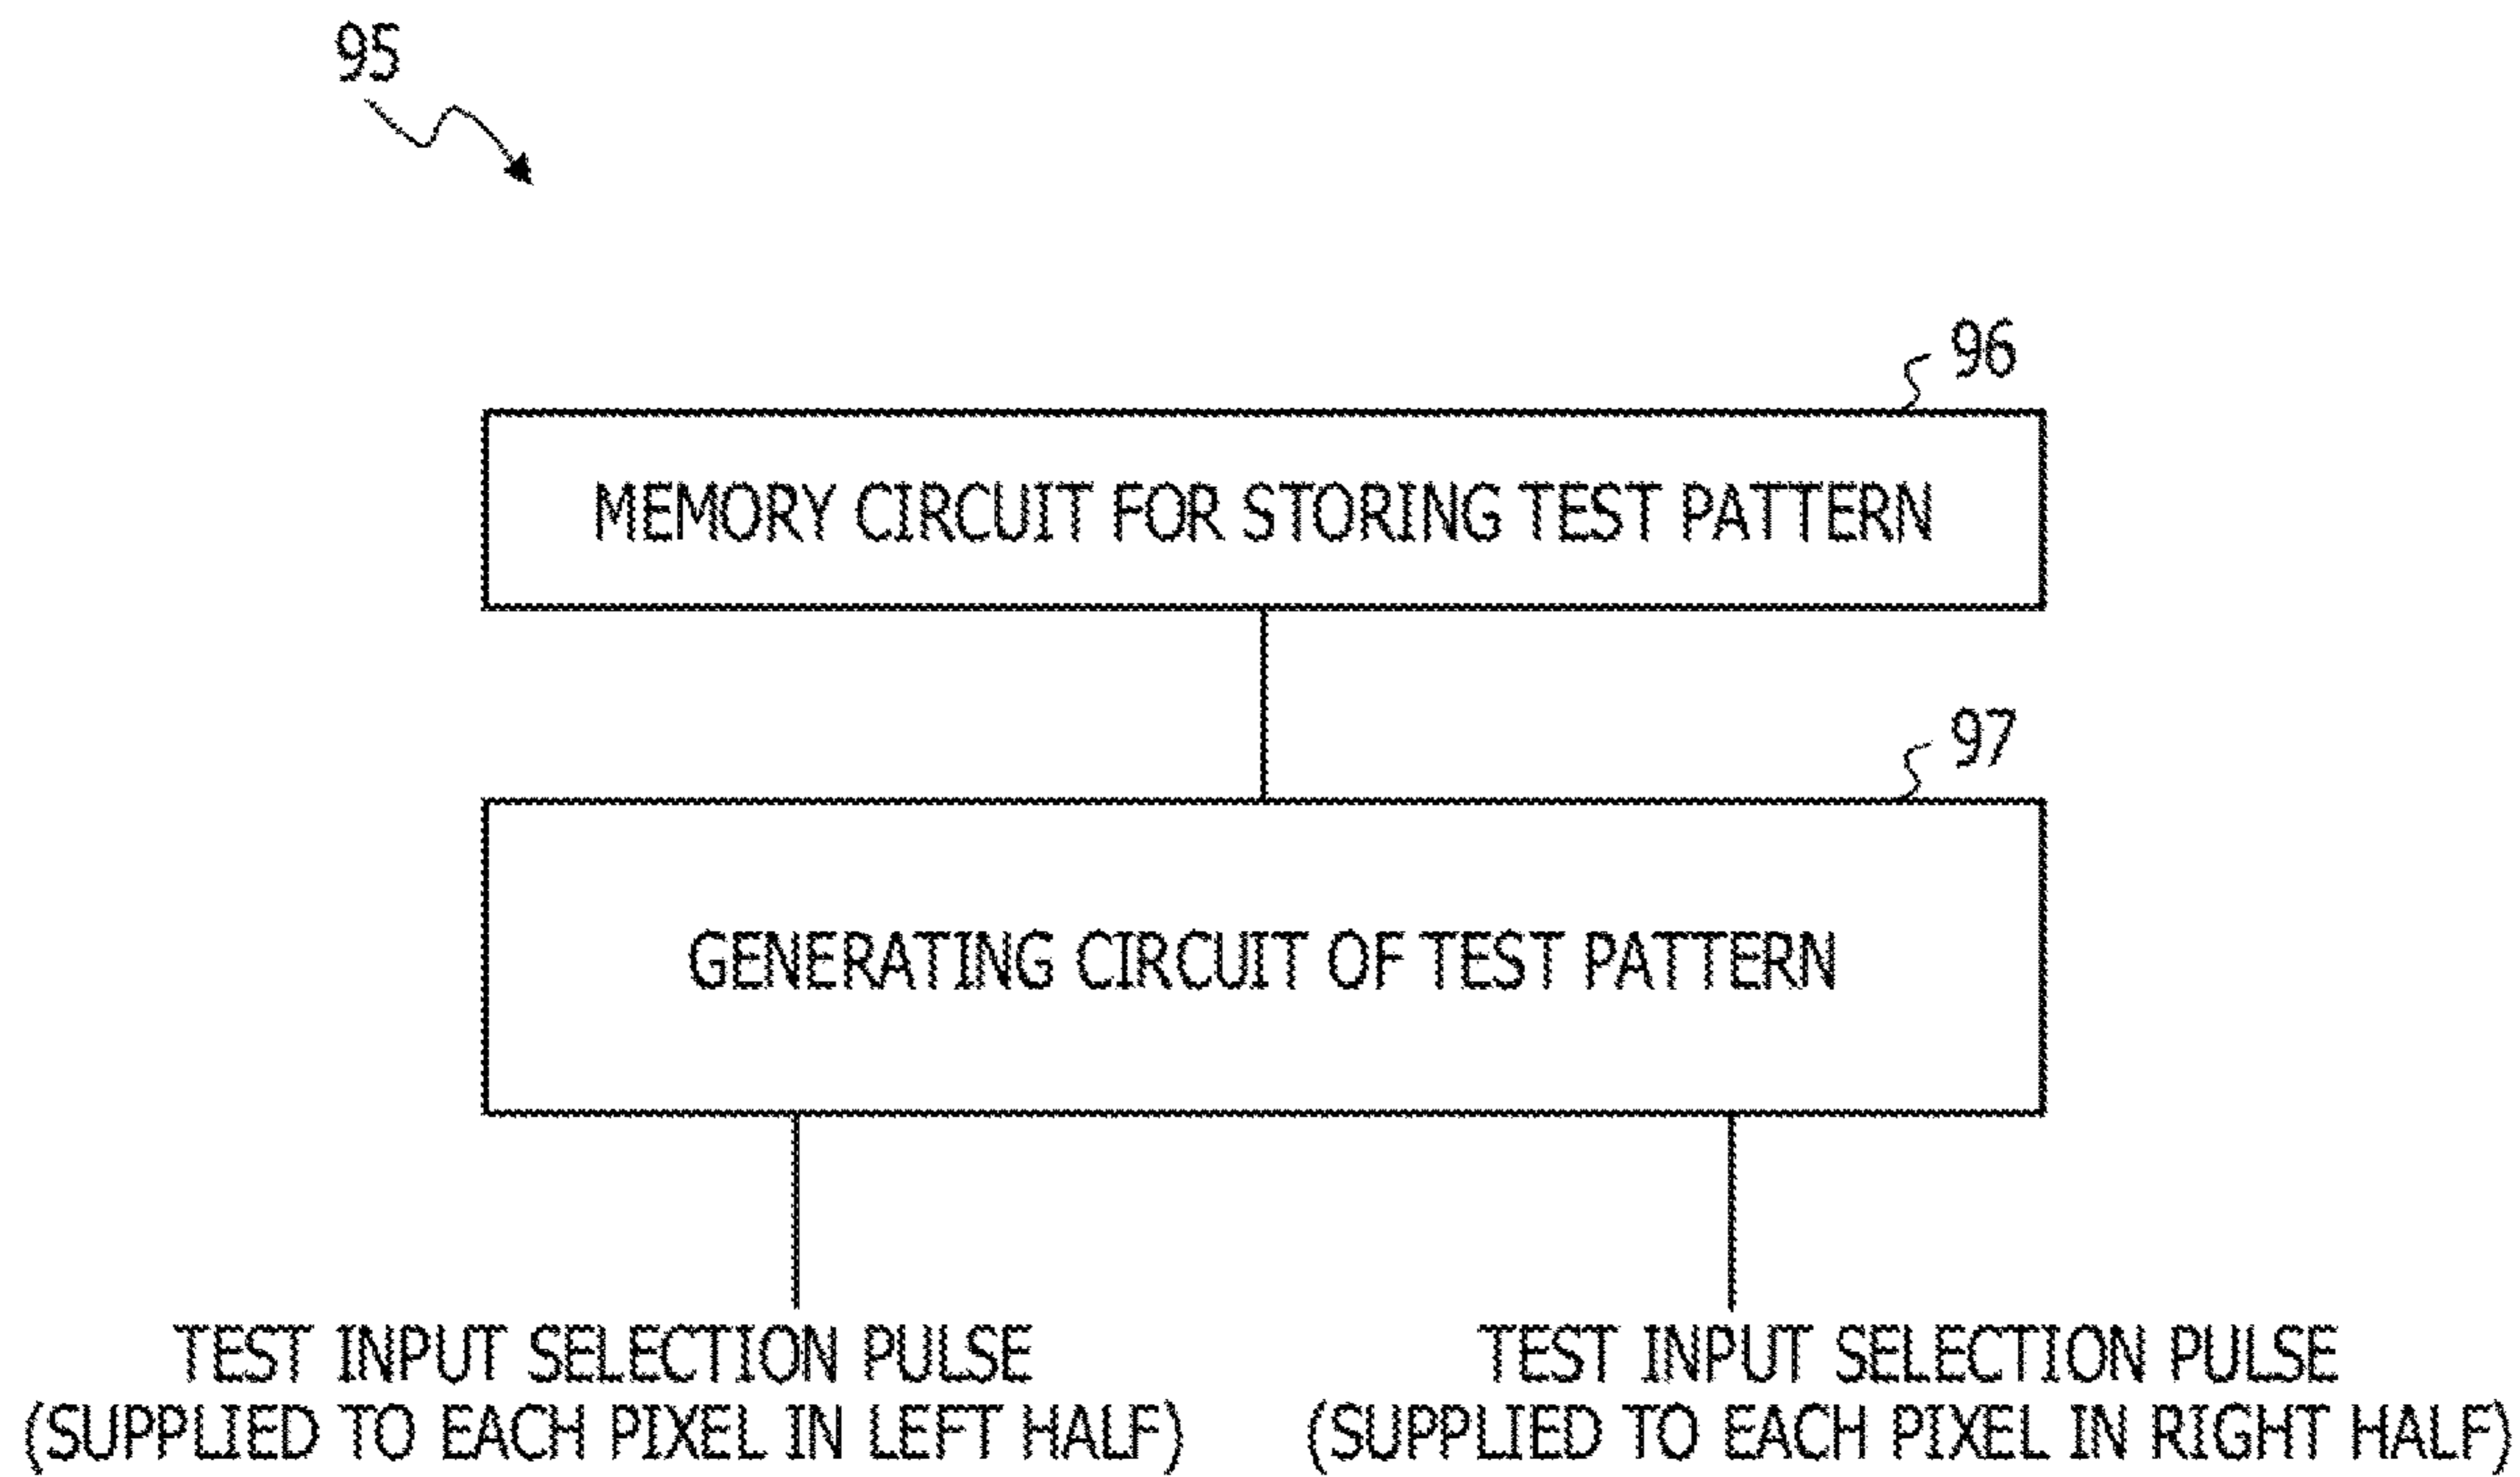 95
96
MEMORY CIRCUIT FOR STORING TEST PATTERN
97
GENERATING CIRCUIT OF TEST PATTERN
TEST INPUT SELECTION PULSE
(SUPPLIED TO EACH PIXEL IN LEFT HALF)
TEST INPUT SELECTION PULSE
(SUPPLIED TO EACH PIXEL IN RIGHT HALF)